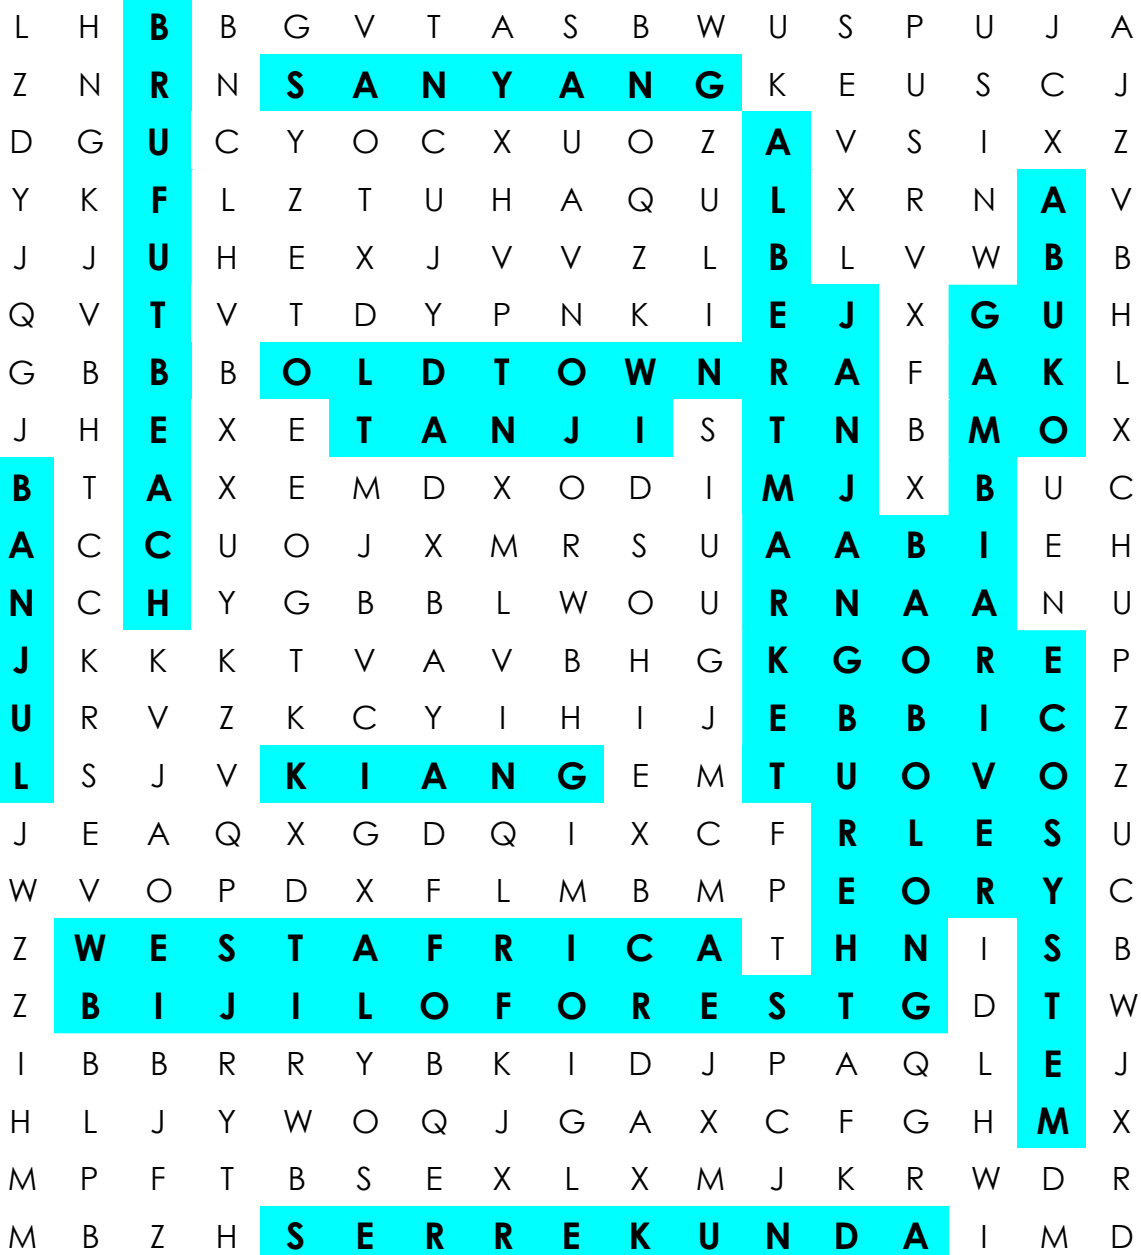 L H B B G V T A S B W U S P U J A
Z N R N S A N Y A N G K E U S C J
D G U C Y O C X U O Z A V S I X Z
Y K F L Z T U H A Q U L X R N A V
J J U H E X J V V Z L B L V W B B
Q V T V T D Y P N K I E J X G U H
G B B B O L D T O W N R A F A K L
J H E X E T A N J I S T N B M O X
B T A X E M D X O D I M J X B U C
A C C U O J X M R S U A A B I E H
N C H Y G B B L W O U R N A A N U
J K K K T V A V B H G K G O R E P
U R V Z K C Y I H I J E B B I C Z
L S J V K I A N G E M T U O V O Z
J E A Q X G D Q I X C F R L E S U
W V O P D X F L M B M P E O R Y C
Z W E S T A F R I C A T H N I S B
Z B I J I L O F O R E S T G D T W
I B B R R Y B K I D J P A Q L E J
H L J Y W O Q J G A X C F G H M X
M P F T B S E X L X M J K R W D R
M B Z H S E R R E K U N D A I M D